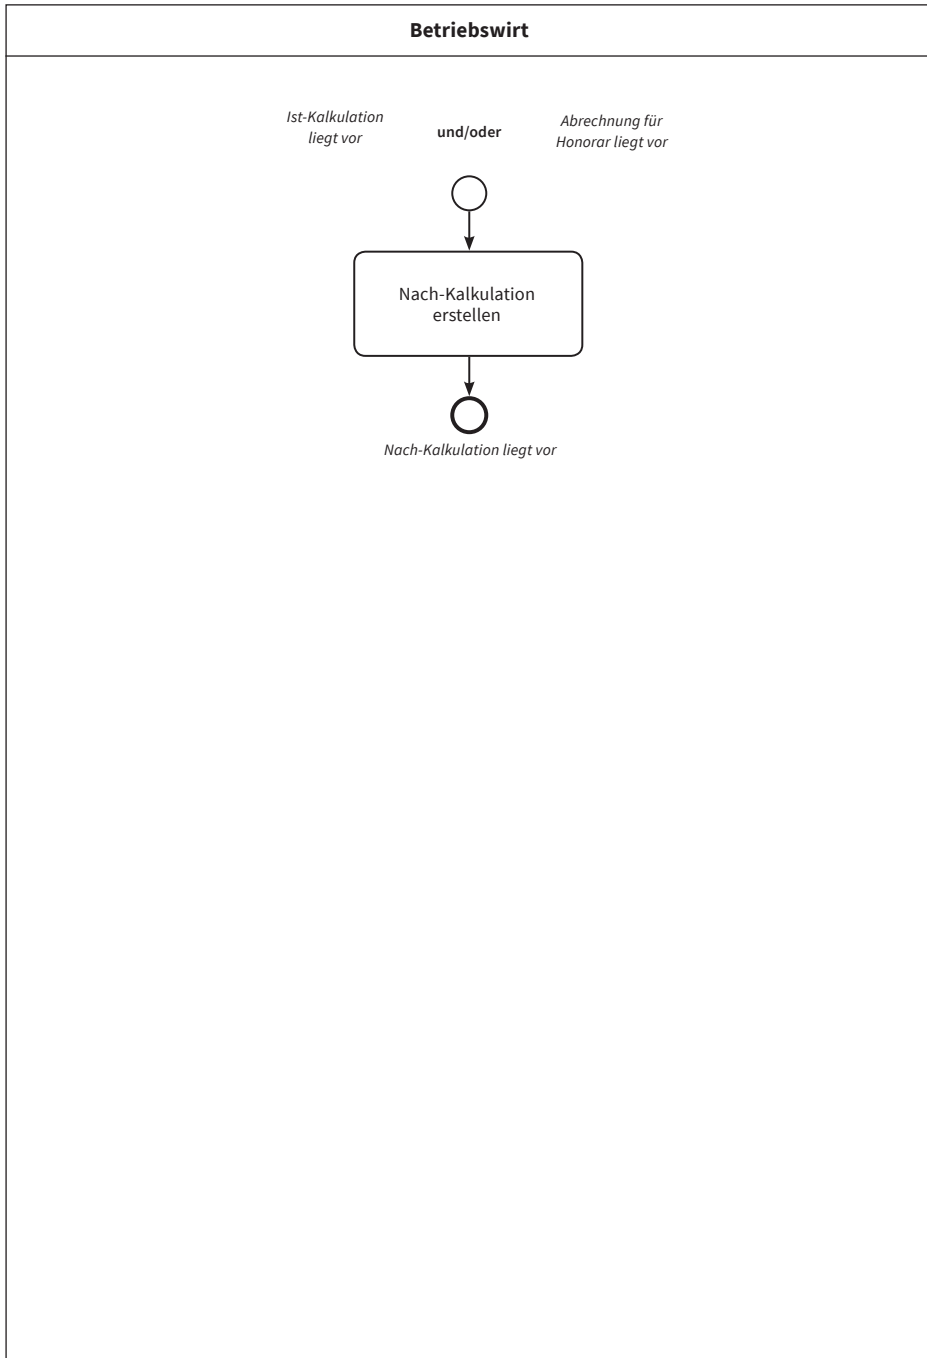 Betriebswirt
Ist-Kalkulation
liegt vor
und/oder
Abrechnung für
Honorar liegt vor
Nach-Kalkulation
erstellen
Nach-Kalkulation liegt vor